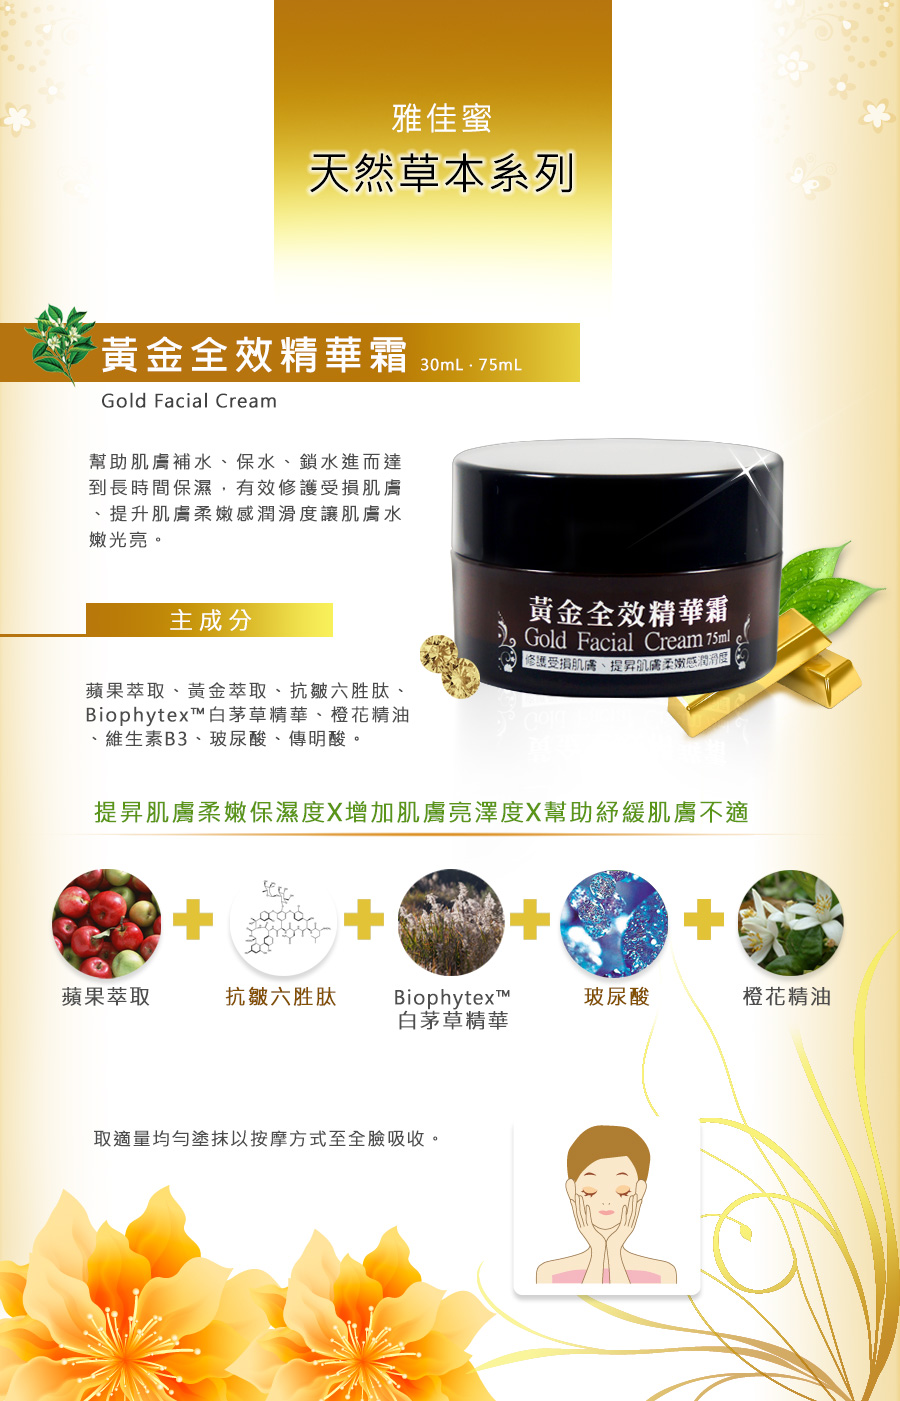 雅佳蜜
天然草本系列
黃金全效精華霜 30mL · 75mL
Gold Facial Cream
幫助肌膚補水、保水、鎖水進而達
到長時間保濕，有效修護受損肌膚
、提升肌膚柔嫩感潤滑度讓肌膚水
嫩光亮。
黃金全效精華霜
Gold Facial Cream 75ml
修護受損肌膚、提昇肌膚柔嫩感潤滑度
主成分
蘋果萃取、黃金萃取、抗皺六胜肽、
Biophytex™白茅草精華、橙花精油
、維生素B3、玻尿酸、傳明酸。
提昇肌膚柔嫩保濕度X增加肌膚亮澤度X幫助紓緩肌膚不適
蘋果萃取
抗皺六胜肽
Biophytex™
白茅草精華
玻尿酸
橙花精油
取適量均勻塗抹以按摩方式至全臉吸收。